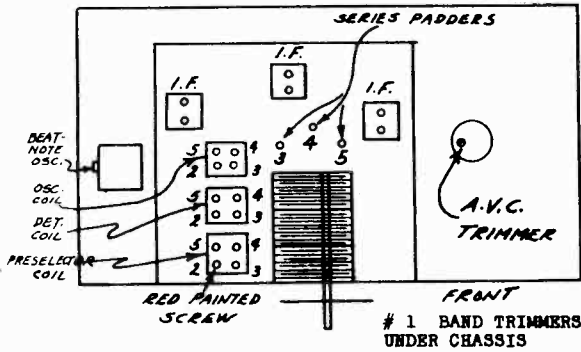 SERIES PADDERS
I.F.
I.F.
I.F.
BEAT-
NOTE
OSC.
OSC.
COIL
DET.
COIL
PRESELECTOR
COIL
5 4
2 3
5 4
2 3
5 4
2 3
3 4 5
A.V.C.
TRIMMER
RED PAINTED
SCREW
FRONT
# 1 BAND TRIMMERS
UNDER CHASSIS